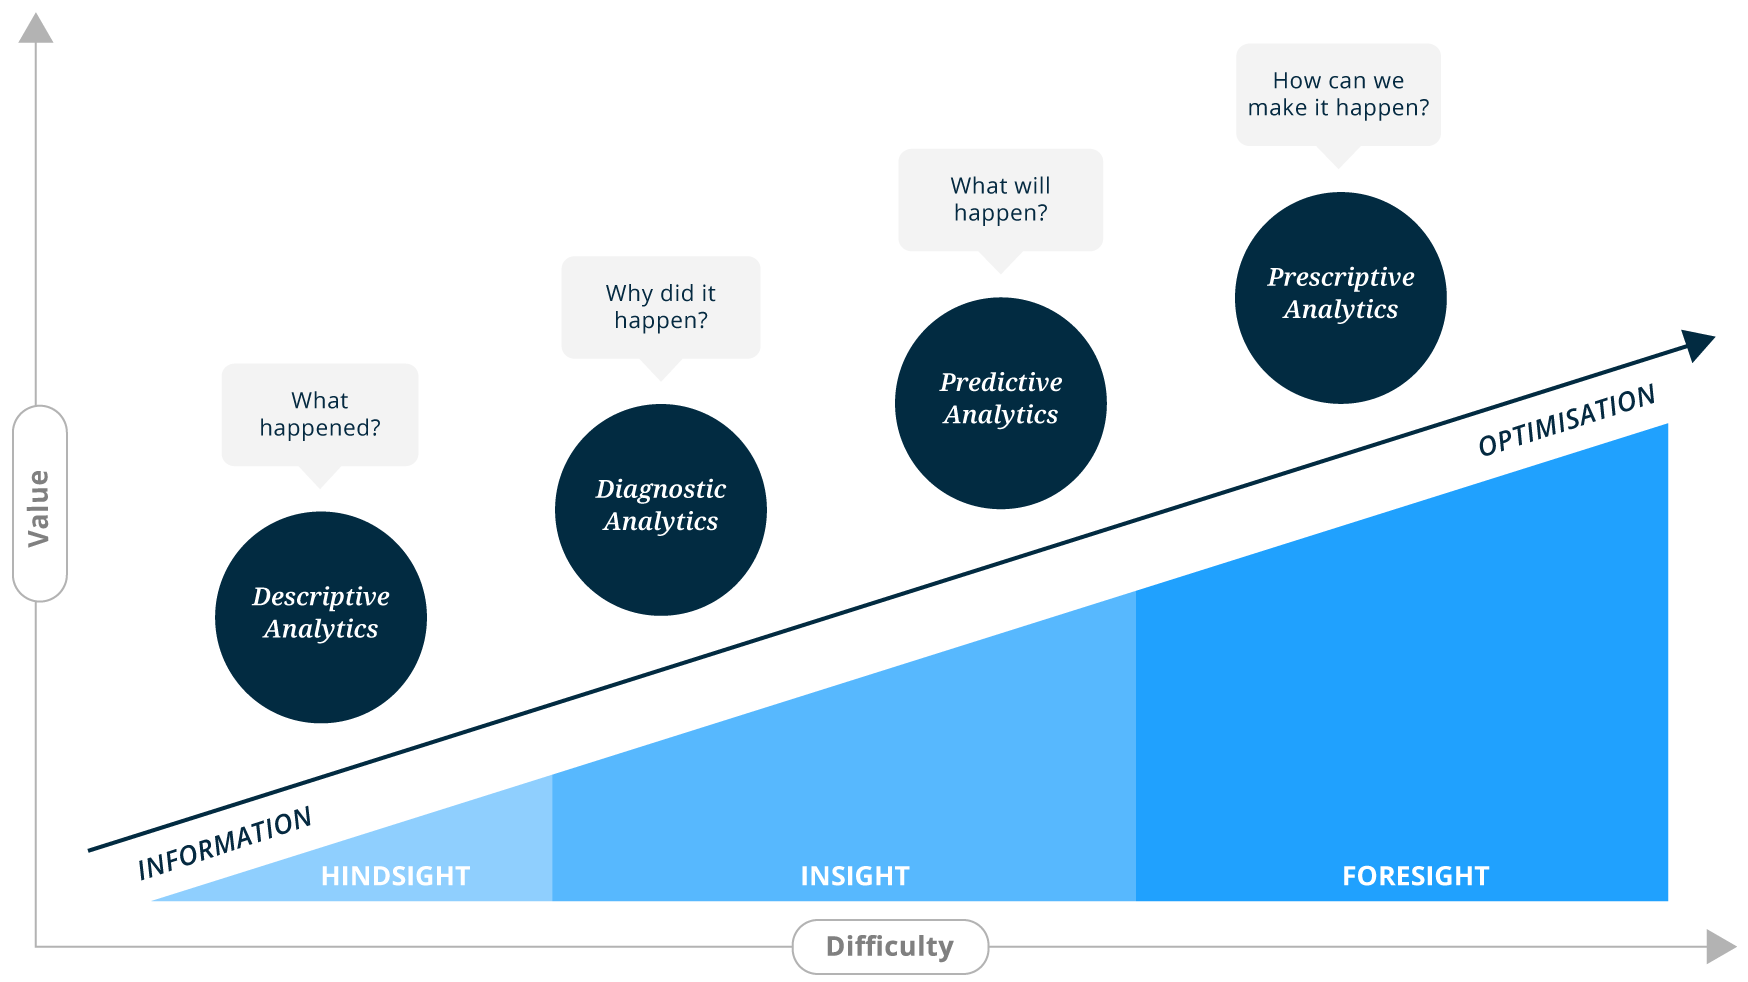 How can we
make it happen?
What will
happen?
Prescriptive
Analytics
Why did it
happen?
Predictive
Analytics
What
happened?
Diagnostic
Analytics
Descriptive
Analytics
Value
INFORMATION
OPTIMISATION
HINDSIGHT
INSIGHT
FORESIGHT
Difficulty